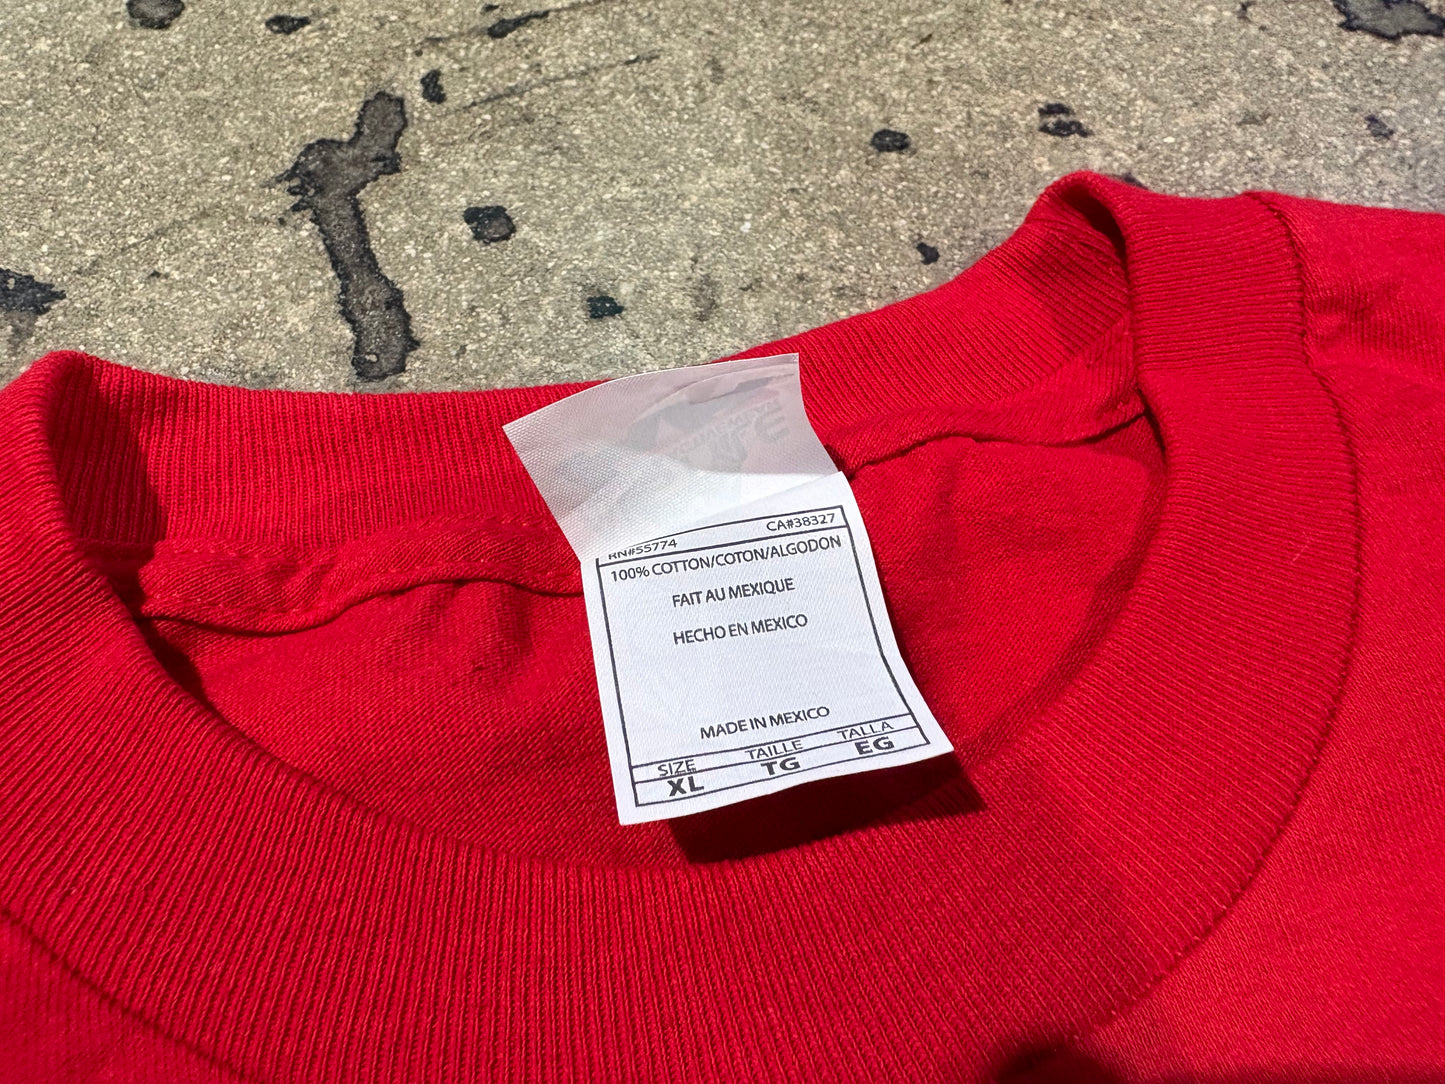 RN#55774 CA#38327
100% COTTON/COTON/ALGODON
FAIT AU MEXIQUE
HECHO EN MEXICO
MADE IN MEXICO
SIZE TAILLE TALLA
XL TG EG